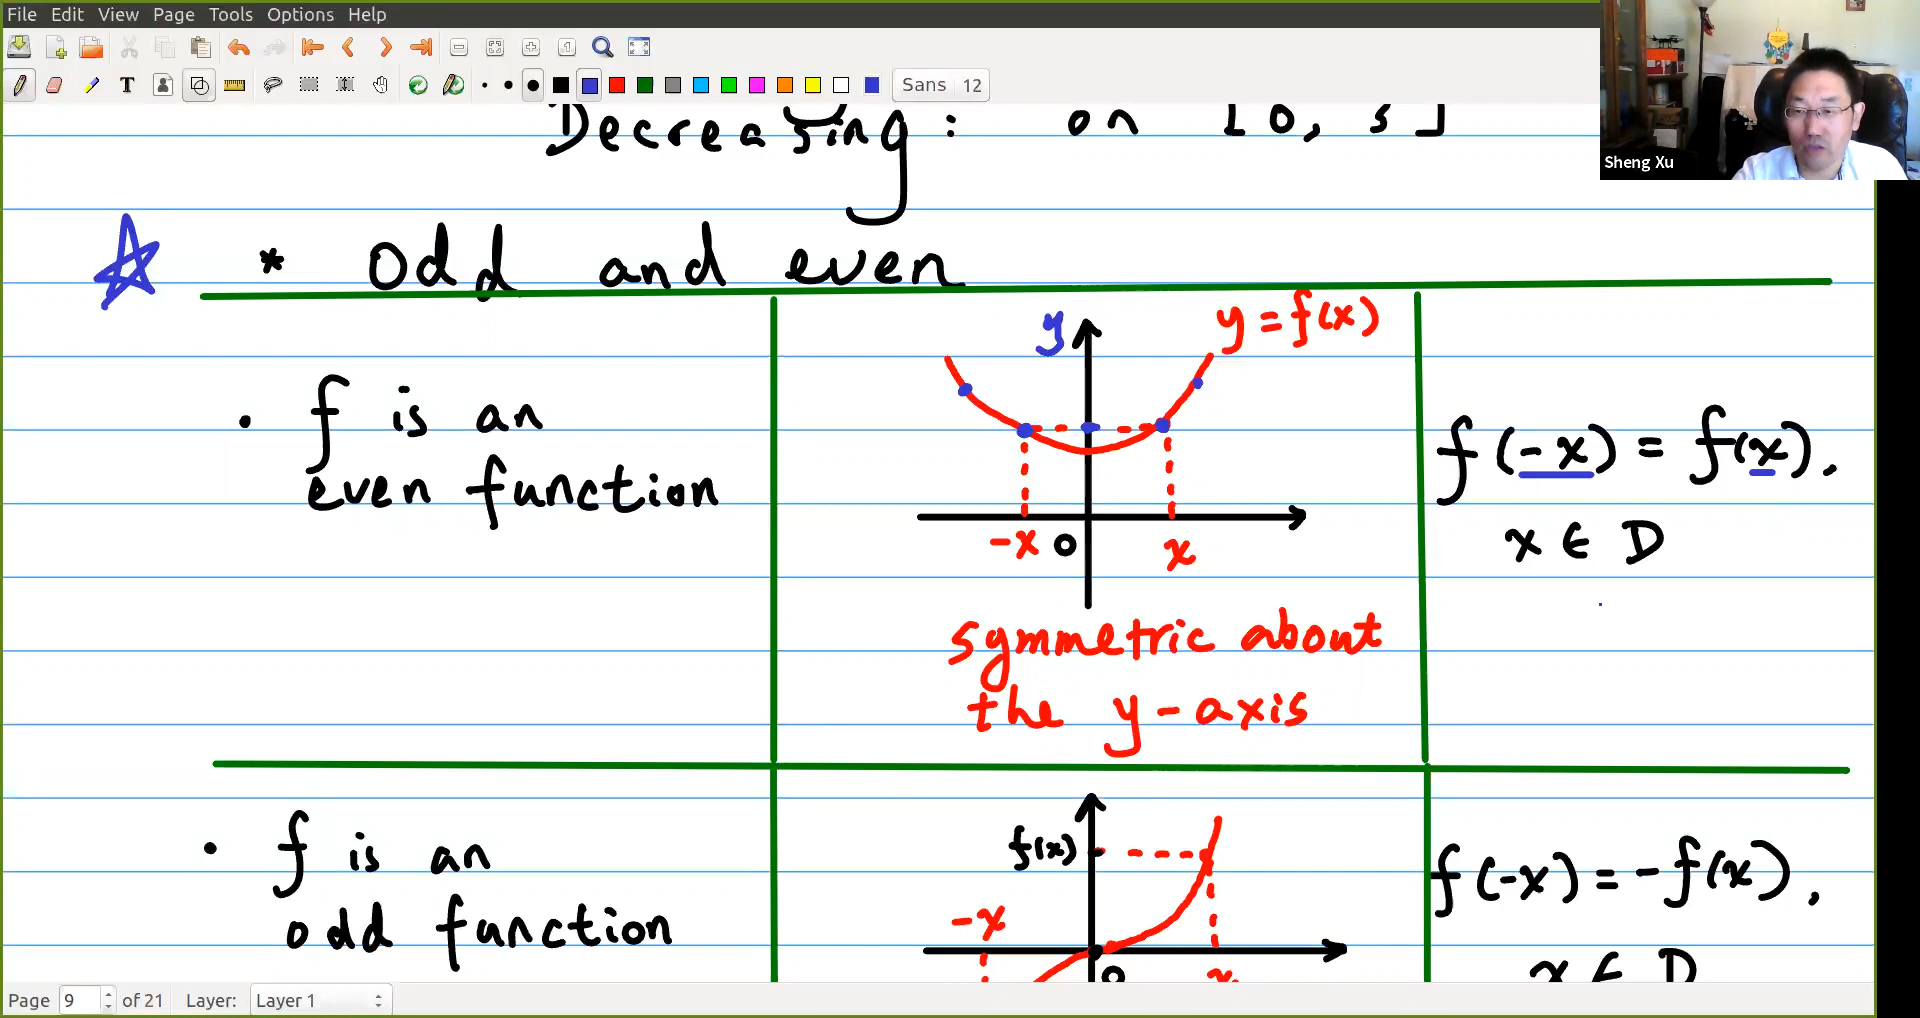 File Edit View Page Tools Options Help
Sans 12
Sheng Xu
Decreasing: on [0, 5]
* Odd and even
y
y = f(x)
• f is an
even function
-x 0 x
symmetric about
the y-axis
f(-x) = f(x),
x ∈ D
• f is an
odd function
f(x)
-x
0 x
f(-x) = -f(x),
x ∈ D
Page 9 of 21 Layer: Layer 1